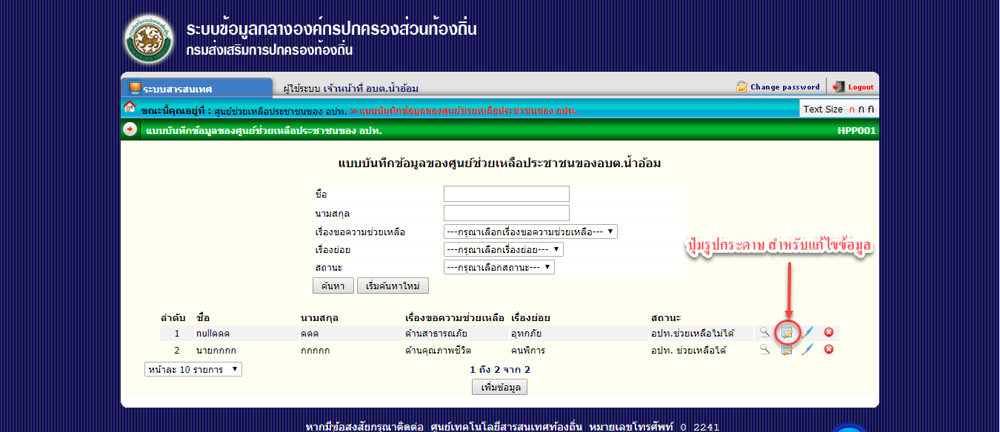 ระบบข้อมูลกลางองค์กรปกครองส่วนท้องถิ่น
กรมส่งเสริมการปกครองท้องถิ่น
ระบบสารสนเทศ ผู้ใช้ระบบ เจ้าหน้าที่ อบต.น้ำอ้อม Change password Logout
ขณะนี้คุณอยู่ที่ : ศูนย์ช่วยเหลือประชาชนของ อปท. » แบบบันทึกข้อมูลของศูนย์ช่วยเหลือประชาชนของ อปท. Text Size ก ก ก
แบบบันทึกข้อมูลของศูนย์ช่วยเหลือประชาชนของ อปท. HPP001
แบบบันทึกข้อมูลของศูนย์ช่วยเหลือประชาชนของอบต.น้ำอ้อม
ชื่อ
นามสกุล
เรื่องขอความช่วยเหลือ ---กรุณาเลือกเรื่องขอความช่วยเหลือ---
เรื่องย่อย ---กรุณาเลือกเรื่องย่อย---
สถานะ ---กรุณาเลือกสถานะ---
ค้นหา เริ่มค้นหาใหม่
ปุ่มรูปกระดาษ สำหรับแก้ไขข้อมูล
ลำดับ ชื่อ นามสกุล เรื่องขอความช่วยเหลือ เรื่องย่อย สถานะ
1 nullดดด ดดด ด้านสาธารณภัย อุทกภัย อปท.ช่วยเหลือไม่ได้
2 นายกกกก กกกกก ด้านคุณภาพชีวิต คนพิการ อปท. ช่วยเหลือได้
หน้าละ 10 รายการ 1 ถึง 2 จาก 2
เพิ่มข้อมูล
หากมีข้อสงสัยกรุณาติดต่อ ศูนย์เทคโนโลยีสารสนเทศท้องถิ่น หมายเลขโทรศัพท์ 0 2241